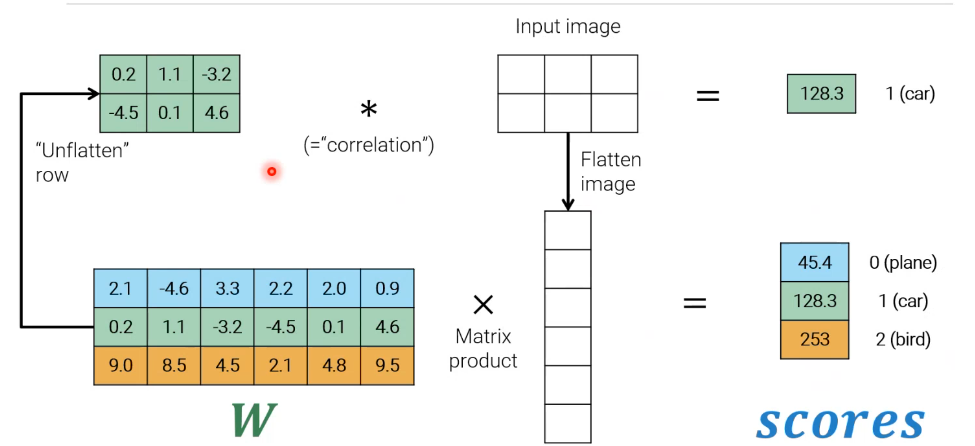 Input image
0.2 1.1 -3.2
-4.5 0.1 4.6
*
(="correlation")
=
128.3
1 (car)
"Unflatten"
row
Flatten
image
2.1 -4.6 3.3 2.2 2.0 0.9
0.2 1.1 -3.2 -4.5 0.1 4.6
9.0 8.5 4.5 2.1 4.8 9.5
×
Matrix
product
=
45.4 0 (plane)
128.3 1 (car)
253 2 (bird)
W
scores